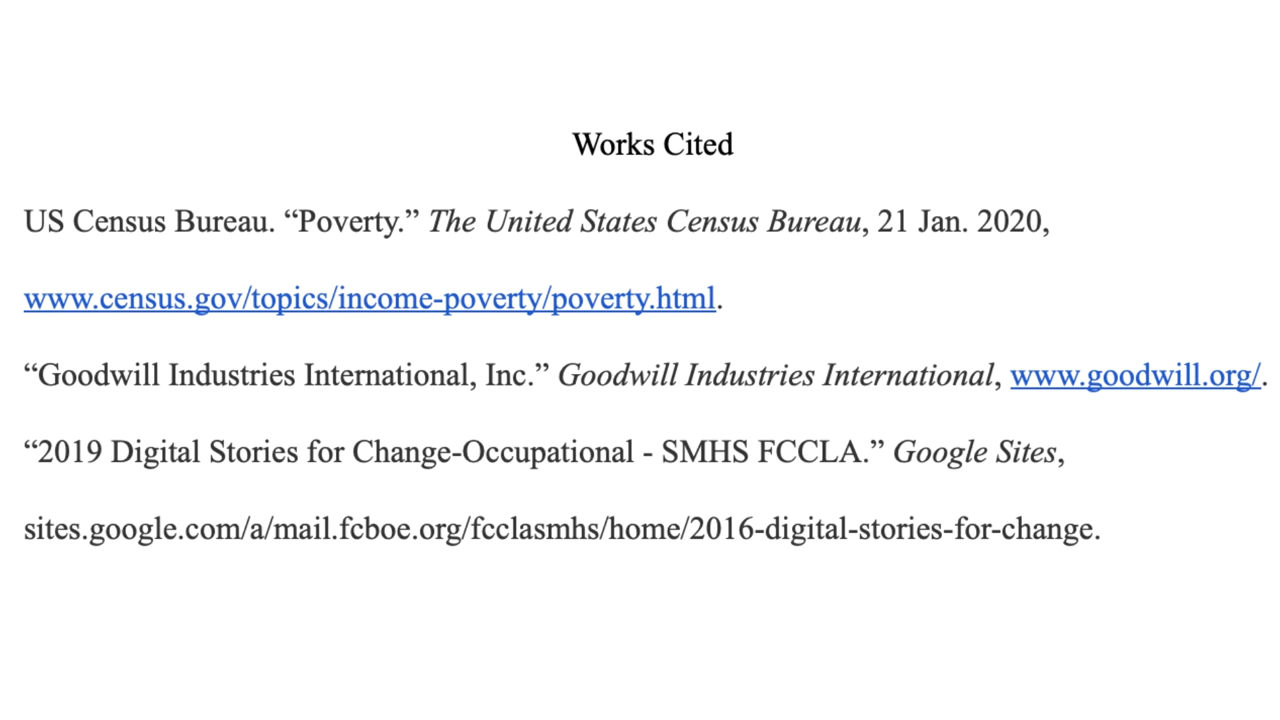 Works Cited
US Census Bureau. “Poverty.” The United States Census Bureau, 21 Jan. 2020,
www.census.gov/topics/income-poverty/poverty.html.
“Goodwill Industries International, Inc.” Goodwill Industries International, www.goodwill.org/.
“2019 Digital Stories for Change-Occupational - SMHS FCCLA.” Google Sites,
sites.google.com/a/mail.fcboe.org/fcclasmhs/home/2016-digital-stories-for-change.